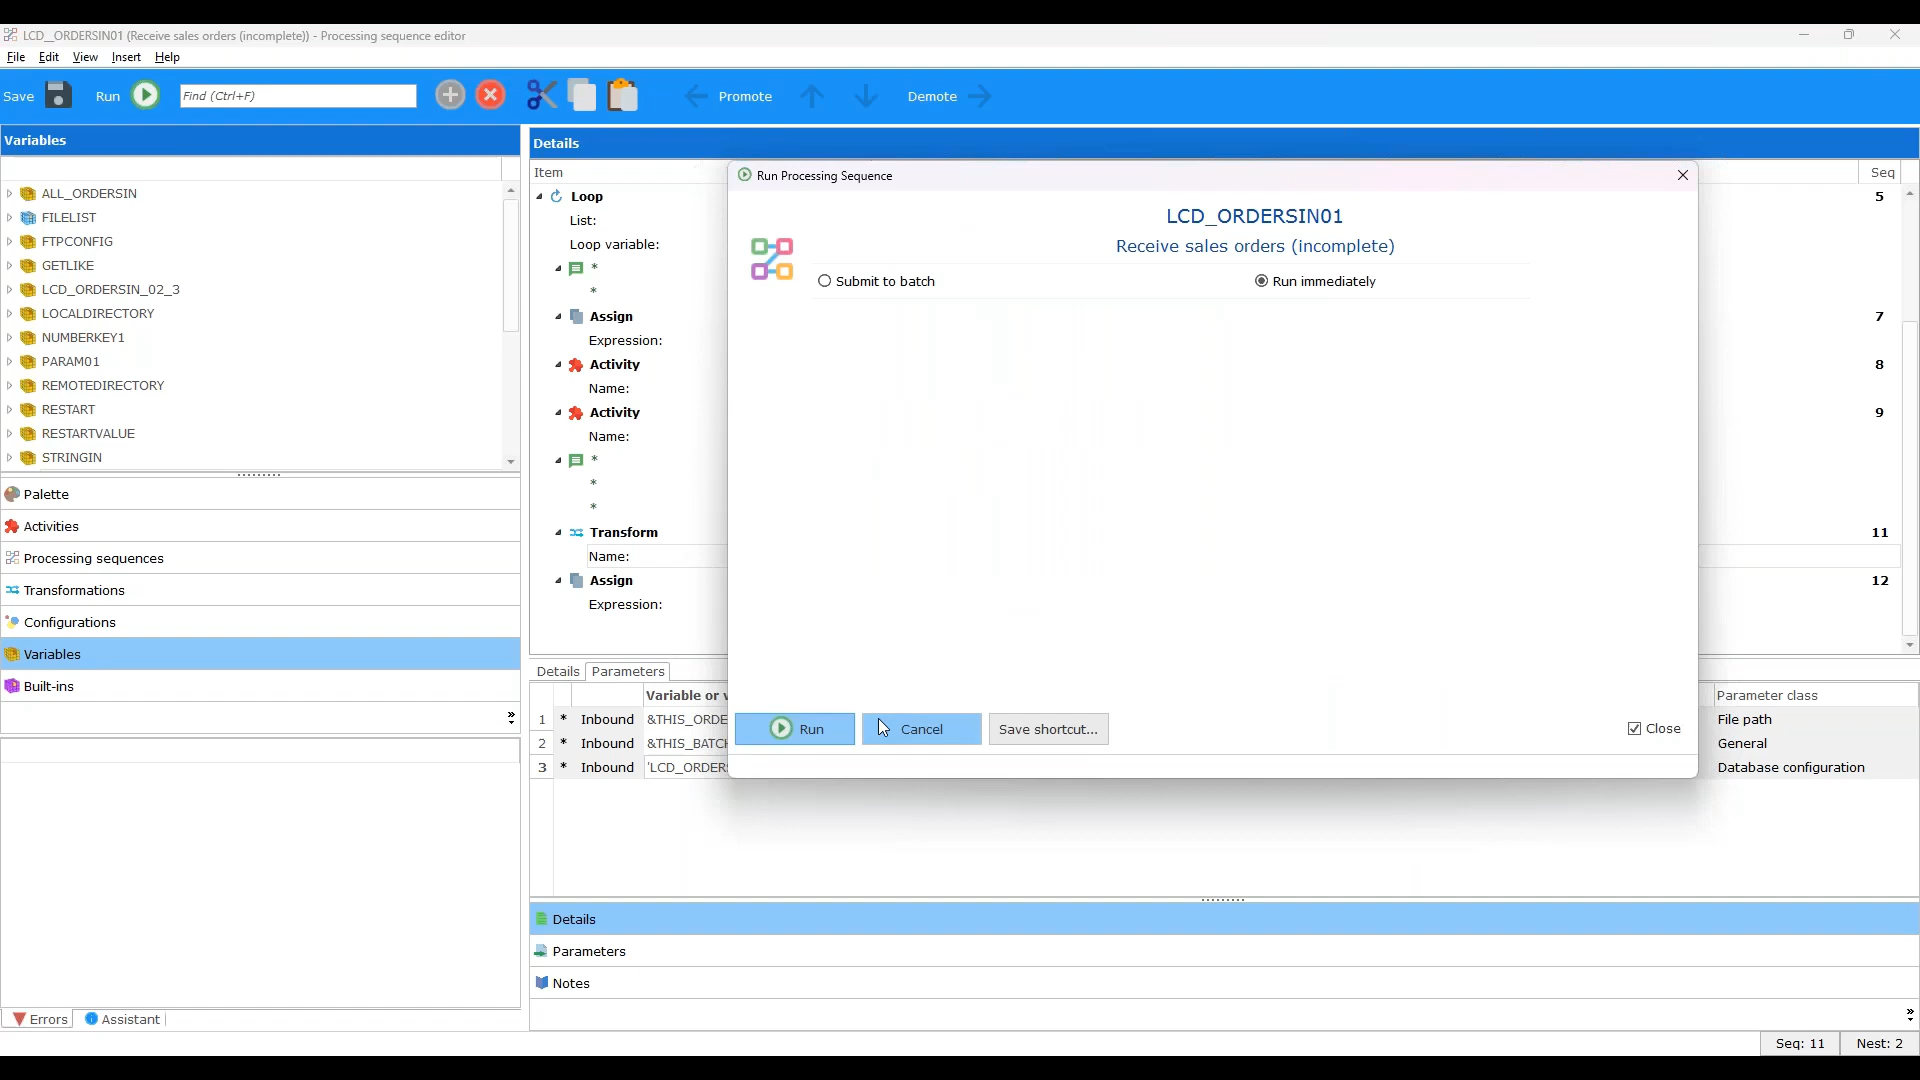 LCD__ORDERSIN01 (Receive sales orders (incomplete)) - Processing sequence editor
File Edit View Insert Help
Save Run Find (Ctrl+F) Promote Demote
Variables
ALL_ORDERSIN
FILELIST
FTPCONFIG
GETLIKE
LCD_ORDERSIN_02_3
LOCALDIRECTORY
NUMBERKEY1
PARAM01
REMOTEDIRECTORY
RESTART
RESTARTVALUE
STRINGIN
Palette
Activities
Processing sequences
Transformations
Configurations
Variables
Built-ins
Errors Assistant
Details
Item Seq
Loop 5
List:
Loop variable:
*
*
Assign 7
Expression:
Activity 8
Name:
Activity 9
Name:
*
*
*
Transform 11
Name:
Assign 12
Expression:
Run Processing Sequence
LCD_ORDERSIN01
Receive sales orders (incomplete)
Submit to batch Run immediately
Run Cancel Save shortcut... Close
Details Parameters
Variable or Parameter class
1 * Inbound &THIS_ORDE File path
2 * Inbound &THIS_BATCH General
3 * Inbound 'LCD_ORDER Database configuration
Details
Parameters
Notes
Seq: 11 Nest: 2